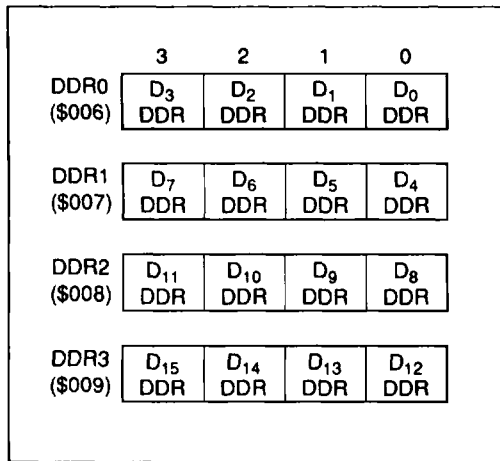 3 2 1 0
DDR0 D3 D2 D1 D0
($006) DDR DDR DDR DDR
DDR1 D7 D6 D5 D4
($007) DDR DDR DDR DDR
DDR2 D11 D10 D9 D8
($008) DDR DDR DDR DDR
DDR3 D15 D14 D13 D12
($009) DDR DDR DDR DDR